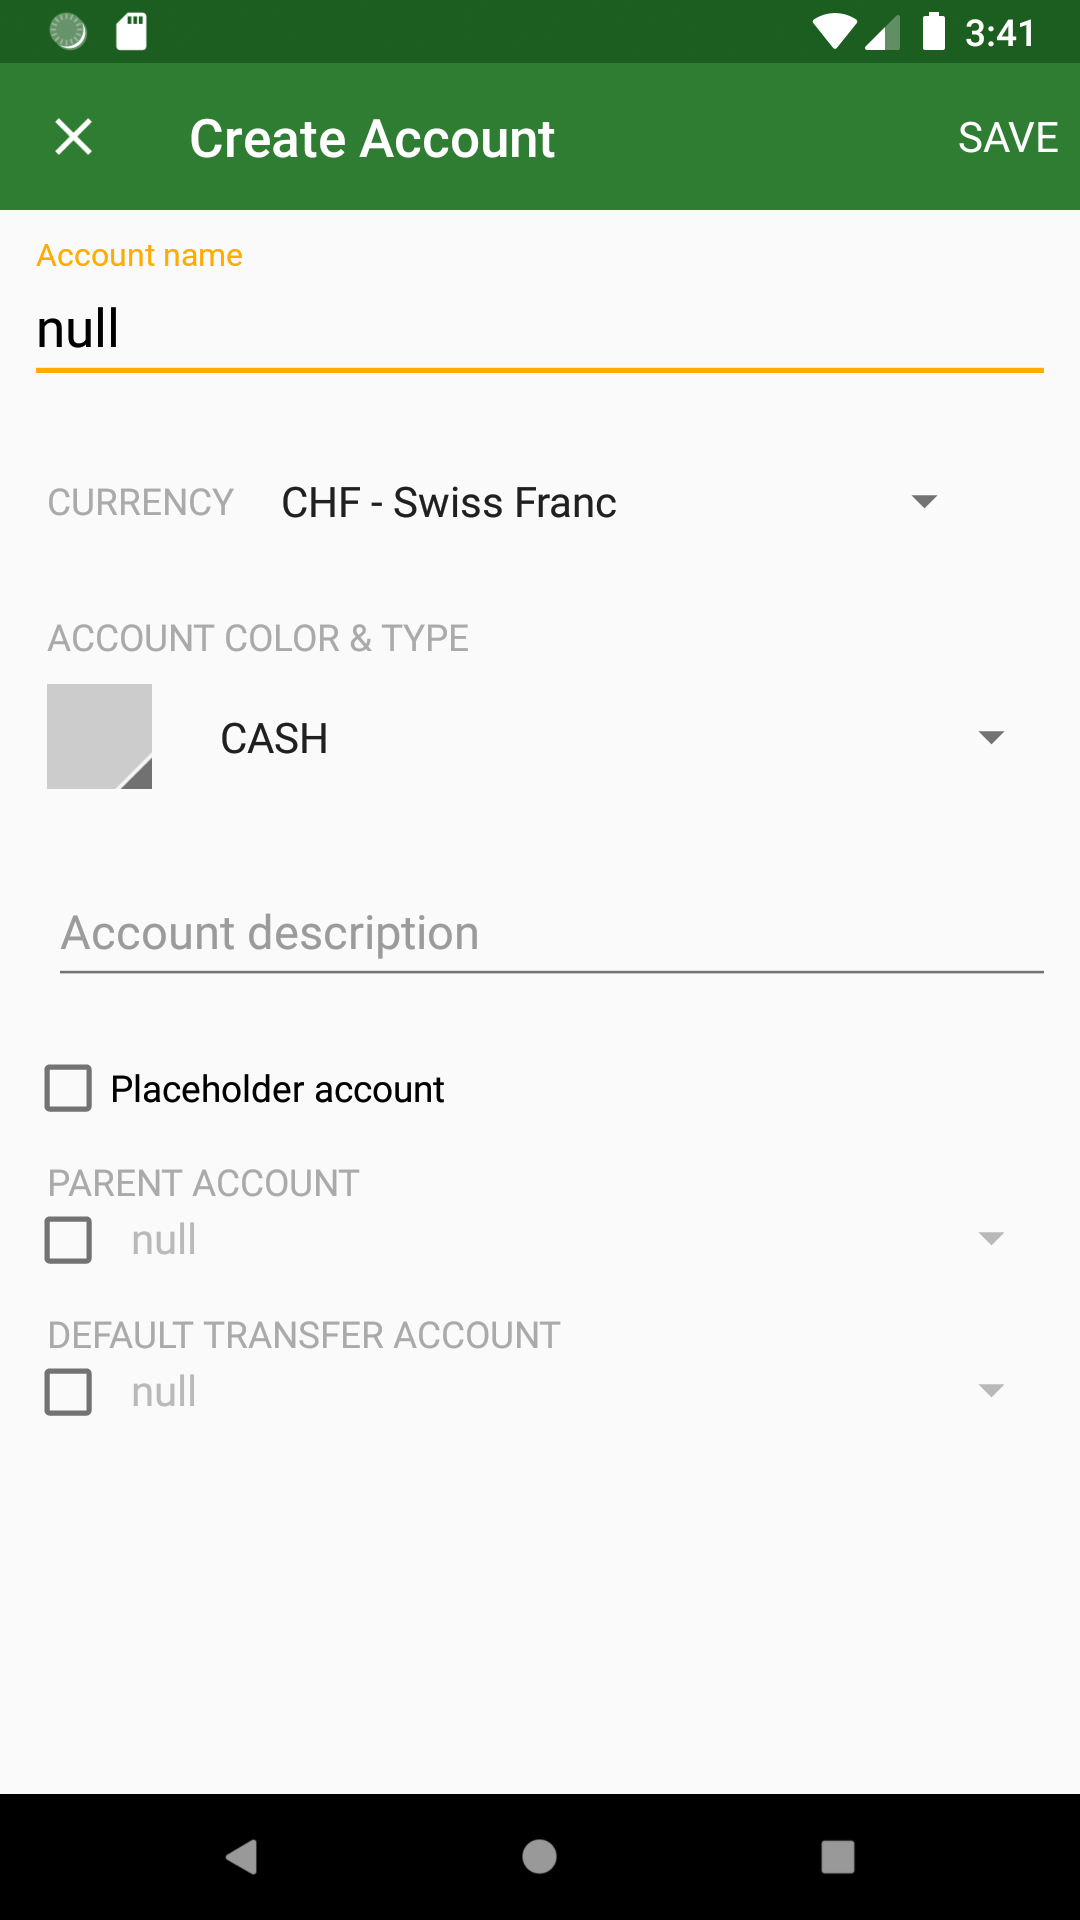 3:41
Create Account
SAVE
Account name
null
CURRENCY CHF - Swiss Franc
ACCOUNT COLOR & TYPE
CASH
Account description
Placeholder account
PARENT ACCOUNT
null
DEFAULT TRANSFER ACCOUNT
null